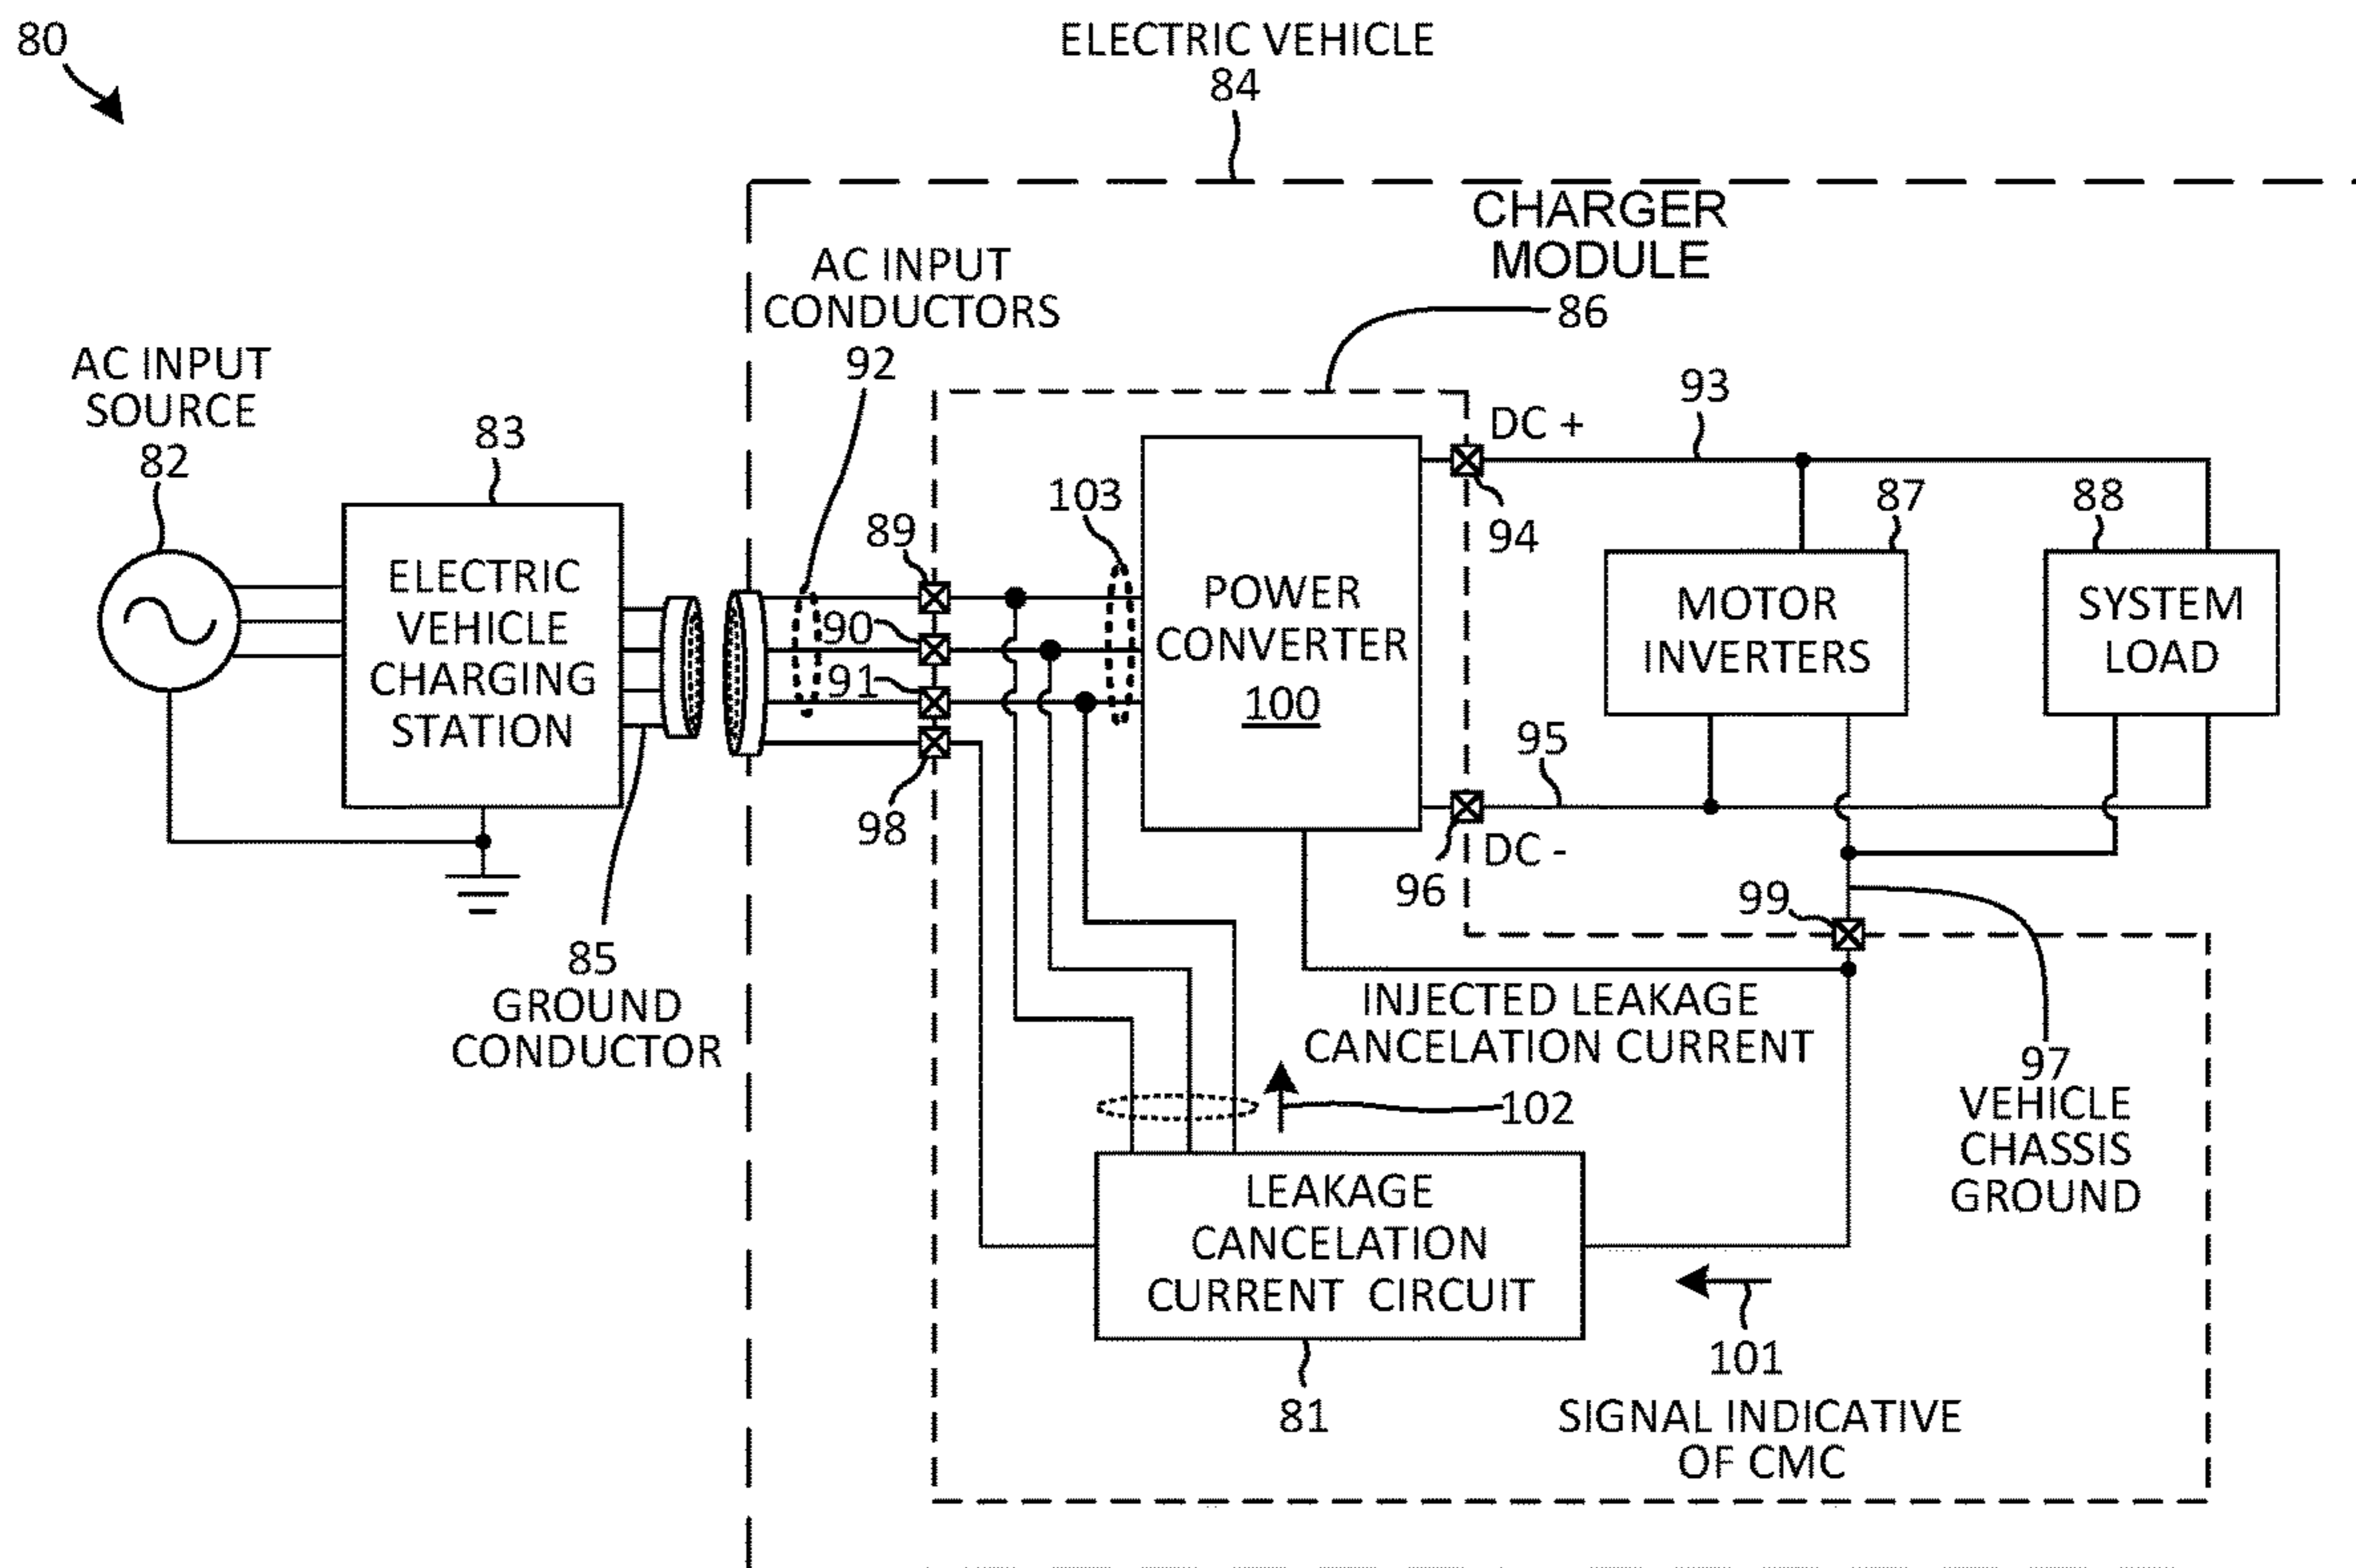 80
ELECTRIC VEHICLE
84
CHARGER
MODULE
86
AC INPUT
CONDUCTORS
92
AC INPUT
SOURCE
82
83
ELECTRIC
VEHICLE
CHARGING
STATION
85
GROUND
CONDUCTOR
89
90
91
98
103
POWER
CONVERTER
100
DC +
94
93
87
MOTOR
INVERTERS
88
SYSTEM
LOAD
95
DC -
96
99
97
VEHICLE
CHASSIS
GROUND
INJECTED LEAKAGE
CANCELATION CURRENT
102
LEAKAGE
CANCELATION
CURRENT CIRCUIT
81
101
SIGNAL INDICATIVE
OF CMC